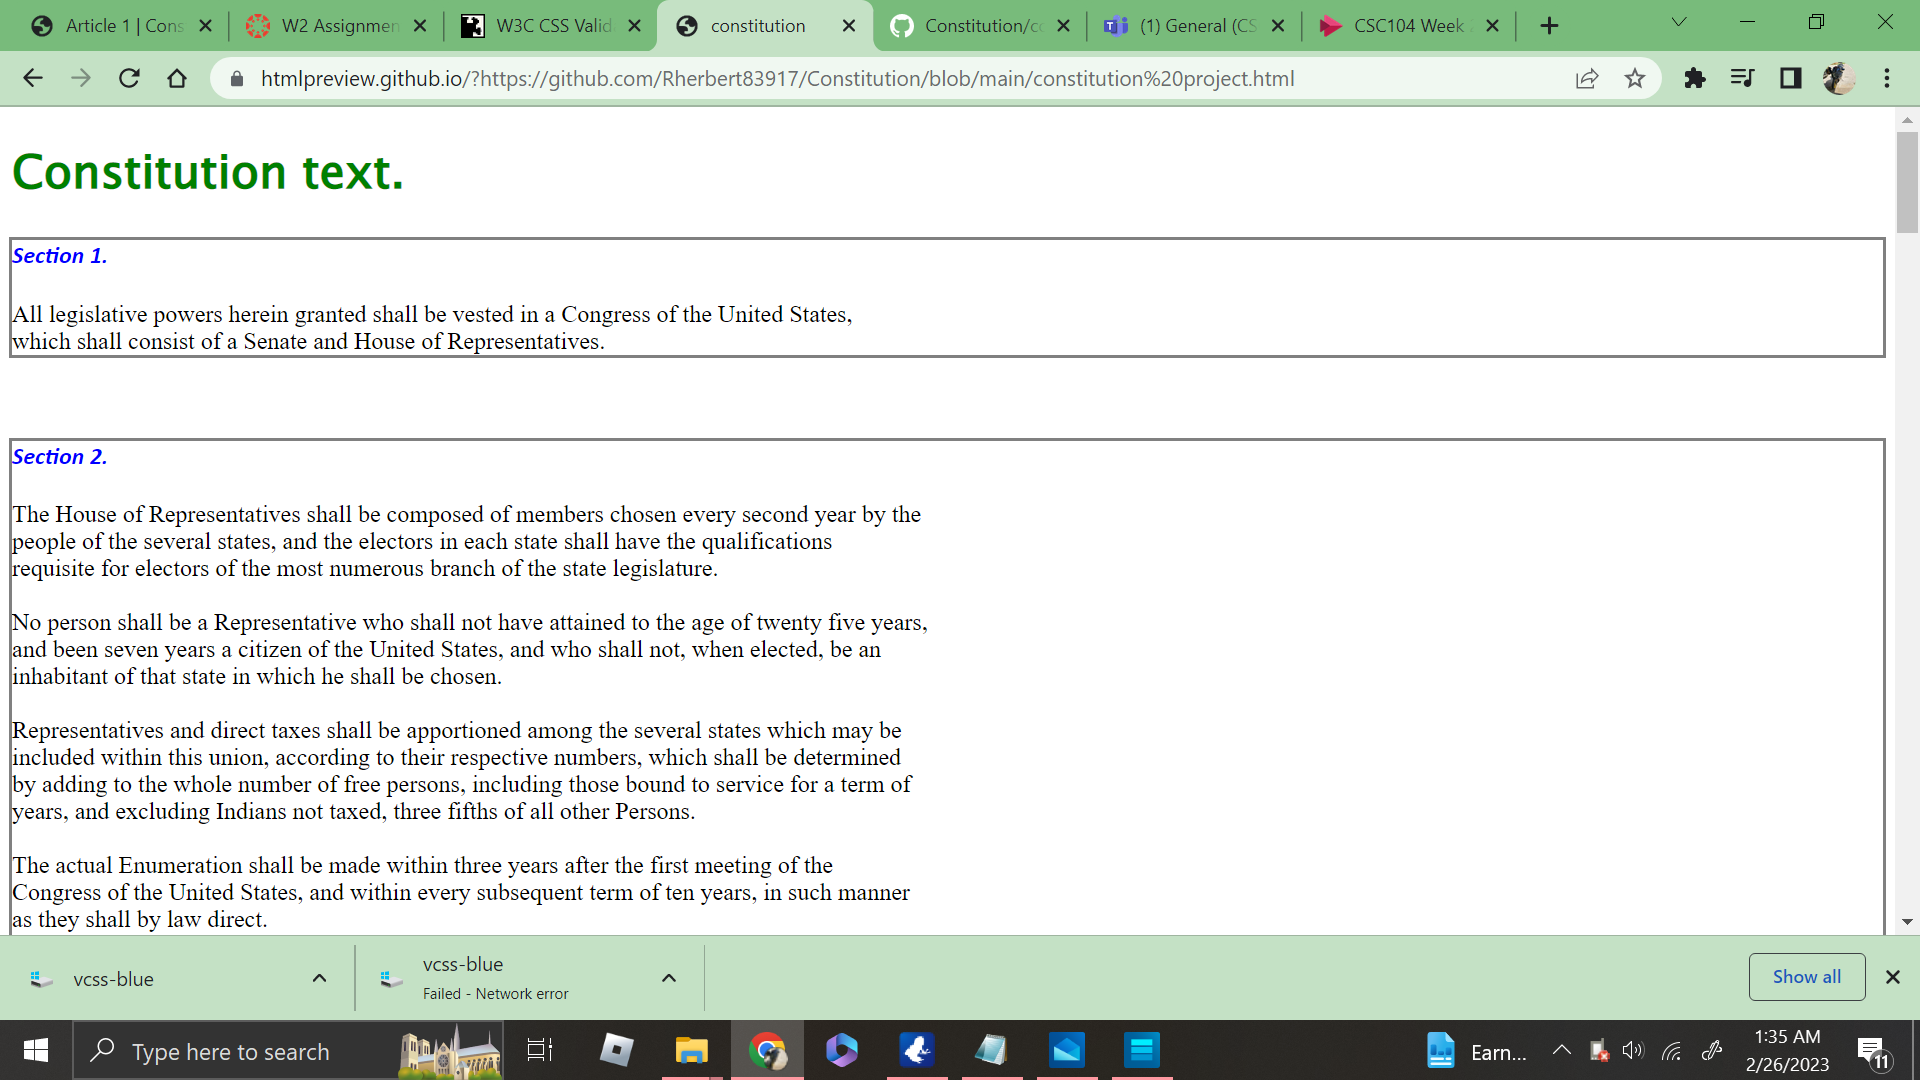 Article 1 | Cons
W2 Assignmen
W3C CSS Valid
constitution
Constitution/co
(1) General (CS
CSC104 Week
htmlpreview.github.io/?https://github.com/Rherbert83917/Constitution/blob/main/constitution%20project.html
Constitution text.
Section 1.
All legislative powers herein granted shall be vested in a Congress of the United States,
which shall consist of a Senate and House of Representatives.
Section 2.
The House of Representatives shall be composed of members chosen every second year by the
people of the several states, and the electors in each state shall have the qualifications
requisite for electors of the most numerous branch of the state legislature.
No person shall be a Representative who shall not have attained to the age of twenty five years,
and been seven years a citizen of the United States, and who shall not, when elected, be an
inhabitant of that state in which he shall be chosen.
Representatives and direct taxes shall be apportioned among the several states which may be
included within this union, according to their respective numbers, which shall be determined
by adding to the whole number of free persons, including those bound to service for a term of
years, and excluding Indians not taxed, three fifths of all other Persons.
The actual Enumeration shall be made within three years after the first meeting of the
Congress of the United States, and within every subsequent term of ten years, in such manner
as they shall by law direct.
vcss-blue
vcss-blue
Failed - Network error
Show all
Type here to search
Earn...
1:35 AM
2/26/2023
11